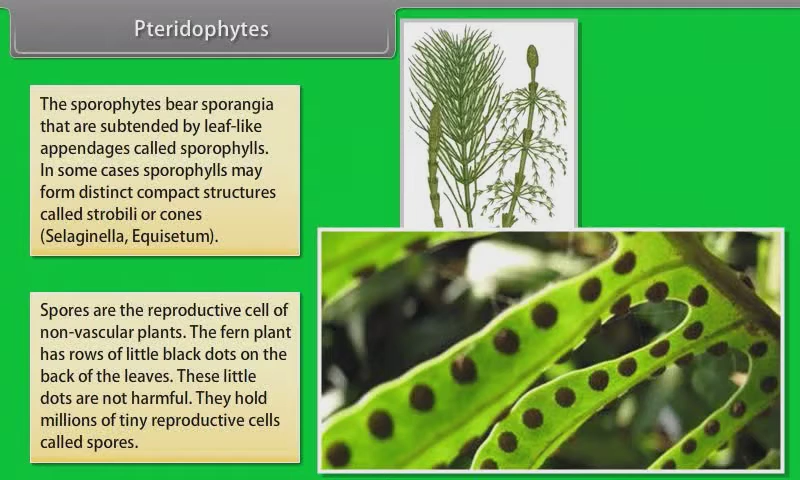 Pteridophytes
The sporophytes bear sporangia
that are subtended by leaf-like
appendages called sporophylls.
In some cases sporophylls may
form distinct compact structures
called strobili or cones
(Selaginella, Equisetum).
Spores are the reproductive cell of
non-vascular plants. The fern plant
has rows of little black dots on the
back of the leaves. These little
dots are not harmful. They hold
millions of tiny reproductive cells
called spores.